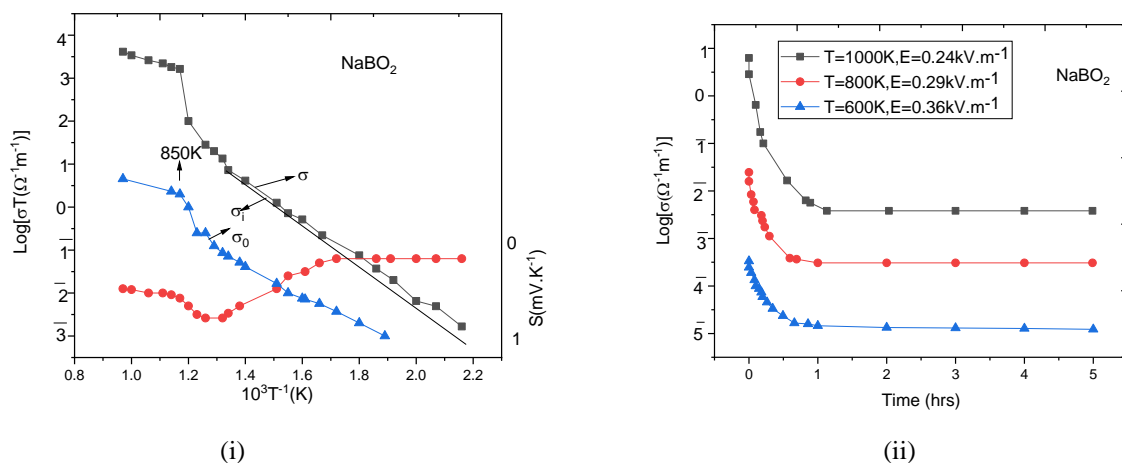 NaBO₂
Log[σT(Ω⁻¹m⁻¹)]
4
3
2
1
0
1̅
2̅
3̅
850K
σ
σᵢ
σ₀
0
1
S(mV.K⁻¹)
0.8 1.0 1.2 1.4 1.6 1.8 2.0 2.2
10³T⁻¹(K)
(i)
T=1000K,E=0.24kV.m⁻¹
T=800K,E=0.29kV.m⁻¹
T=600K,E=0.36kV.m⁻¹
NaBO₂
Log[σ(Ω⁻¹m⁻¹)]
1
0
1̅
2̅
3̅
4̅
5̅
0 1 2 3 4 5
Time (hrs)
(ii)